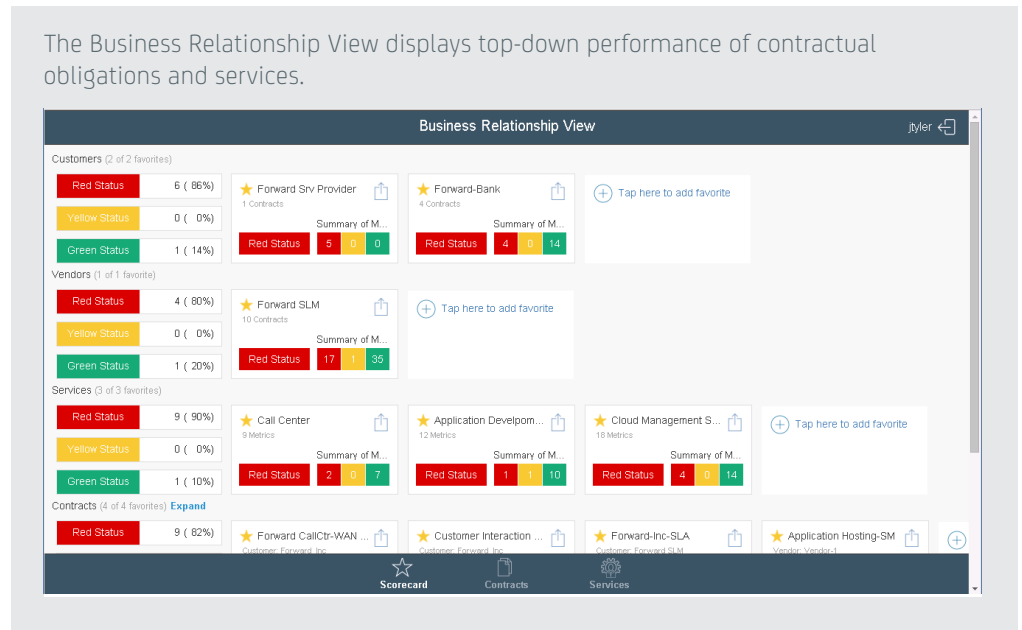 The Business Relationship View displays top-down performance of contractual
obligations and services.
Business Relationship View
jtyler
Customers (2 of 2 favorites)
Red Status 6 ( 86%)
Yellow Status 0 ( 0%)
Green Status 1 ( 14%)
Forward Srv Provider
1 Contracts
Summary of M...
Red Status 5 0 0
Forward-Bank
4 Contracts
Summary of M...
Red Status 4 0 14
Tap here to add favorite
Vendors (1 of 1 favorite)
Red Status 4 ( 80%)
Yellow Status 0 ( 0%)
Green Status 1 ( 20%)
Forward SLM
10 Contracts
Summary of M...
Red Status 17 1 35
Tap here to add favorite
Services (3 of 3 favorites)
Red Status 9 ( 90%)
Yellow Status 0 ( 0%)
Green Status 1 ( 10%)
Call Center
9 Metrics
Summary of M...
Red Status 2 0 7
Application Develpom...
12 Metrics
Summary of M...
Red Status 1 1 10
Cloud Management S...
18 Metrics
Summary of M...
Red Status 4 0 14
Tap here to add favorite
Contracts (4 of 4 favorites) Expand
Red Status 9 ( 82%)
Forward CallCtr-WAN ...
Customer: Forward Inc
Customer Interaction ...
Customer: Forward Inc
Forward-Inc-SLA
Customer: Forward SLM
Application Hosting-SM
Vendor: Vendor-1
Scorecard
Contracts
Services